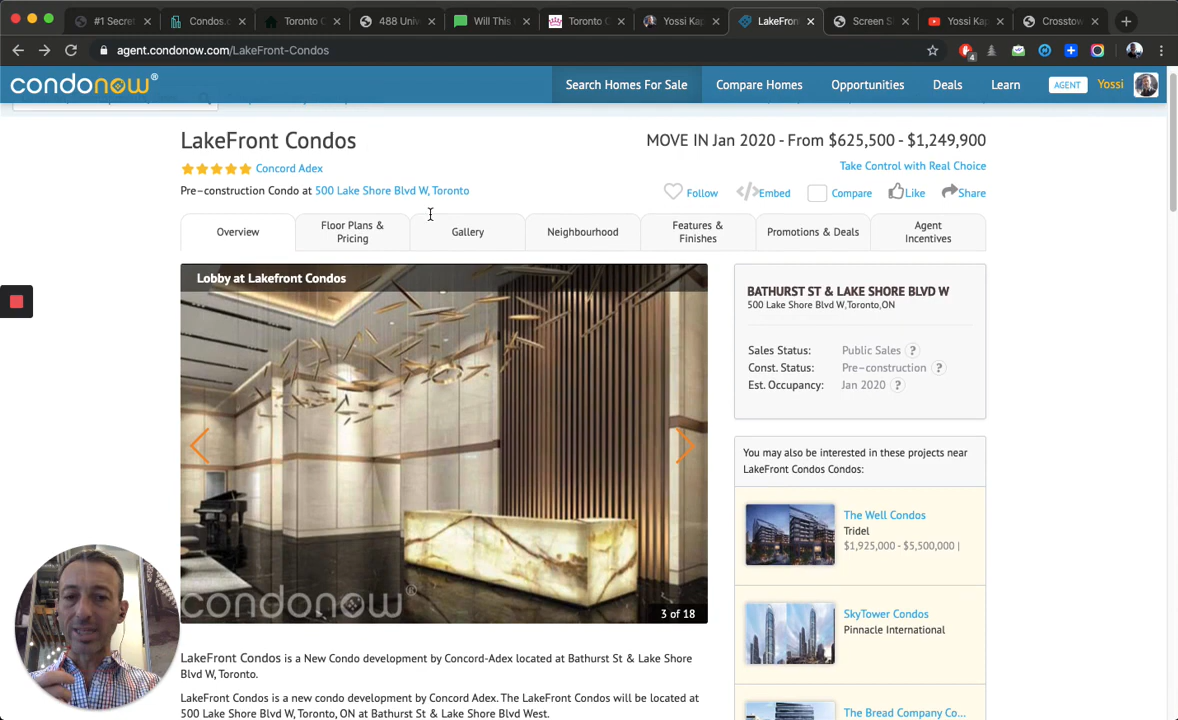 #1 Secret
Condos.c
Toronto C
488 Univ
Will This
Toronto C
Yossi Kap
LakeFron
Screen S
Yossi Kap
Crosstow
agent.condonow.com/LakeFront-Condos
4
condonow®
Search Homes For Sale
Compare Homes
Opportunities
Deals
Learn
AGENT
Yossi
LakeFront Condos
MOVE IN Jan 2020 - From $625,500 - $1,249,900
Concord Adex
Take Control with Real Choice
Pre-construction Condo at 500 Lake Shore Blvd W, Toronto
Follow
Embed
Compare
Like
Share
Overview
Floor Plans &
Pricing
Gallery
Neighbourhood
Features &
Finishes
Promotions & Deals
Agent
Incentives
Lobby at Lakefront Condos
condonow®
3 of 18
BATHURST ST & LAKE SHORE BLVD W
500 Lake Shore Blvd W,Toronto,ON
Sales Status: Public Sales ?
Const. Status: Pre-construction ?
Est. Occupancy: Jan 2020 ?
You may also be interested in these projects near
LakeFront Condos Condos:
The Well Condos
Tridel
$1,925,000 - $5,500,000 |
SkyTower Condos
Pinnacle International
The Bread Company Co...
LakeFront Condos is a New Condo development by Concord-Adex located at Bathurst St & Lake Shore
Blvd W, Toronto.
LakeFront Condos is a new condo development by Concord Adex. The LakeFront Condos will be located at
500 Lake Shore Blvd W, Toronto, ON at Bathurst St & Lake Shore Blvd West.